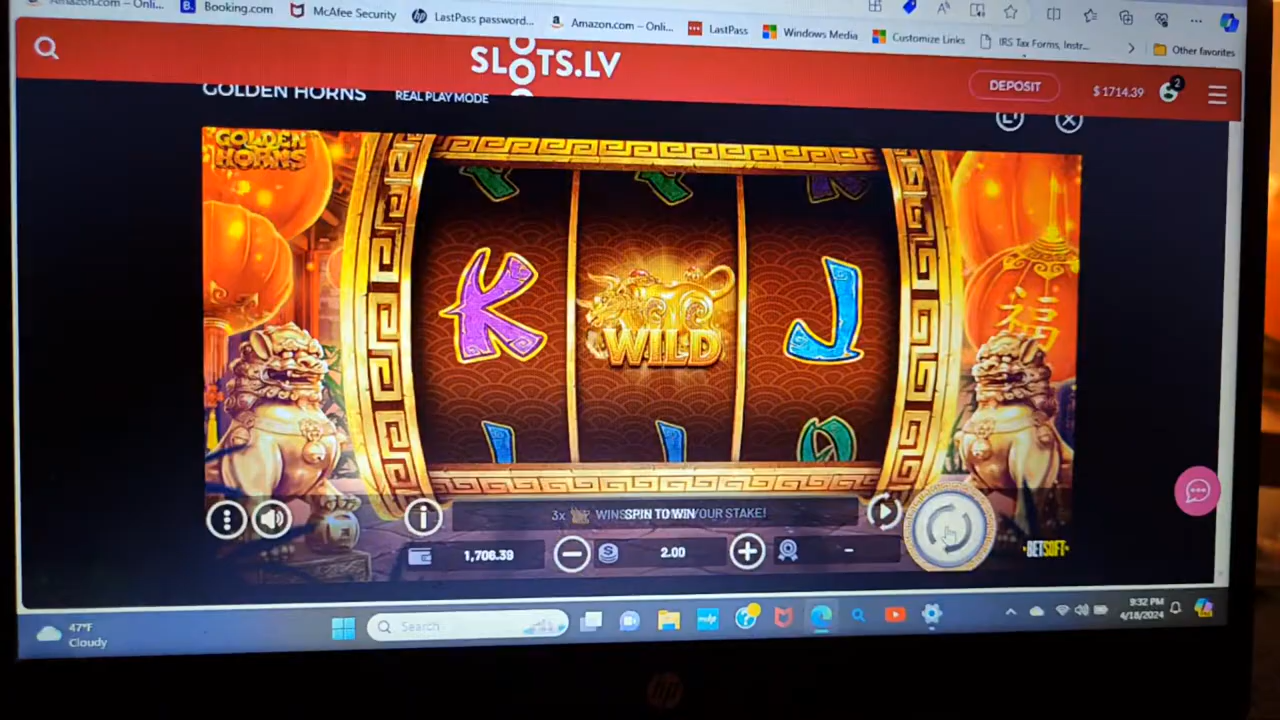 Amazon.com – Onli...
Booking.com
McAfee Security
LastPass password...
Amazon.com – Onli...
LastPass
Windows Media
Customize Links
IRS Tax Forms, Instr...
Other favorites
SLOTS.LV
DEPOSIT
$ 1714.39
2
GOLDEN HORNS
REAL PLAY MODE
GOLDEN
HORNS
K
WILD
J
福
J
J
Q
3x
SPIN TO WIN
YOUR STAKE!
1,706.39
2.00
BETSOFT
47°F
Cloudy
Search
9:32 PM
4/18/2024
hp